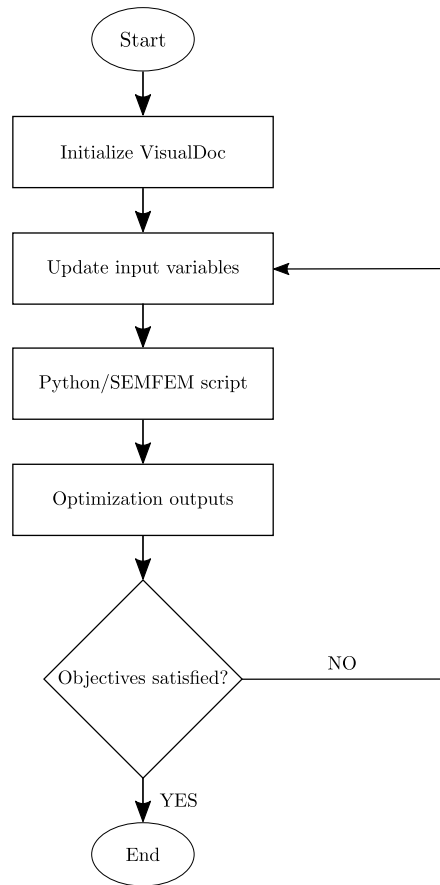 Start
Initialize VisualDoc
Update input variables
Python/SEMFEM script
Optimization outputs
Objectives satisfied?
NO
YES
End